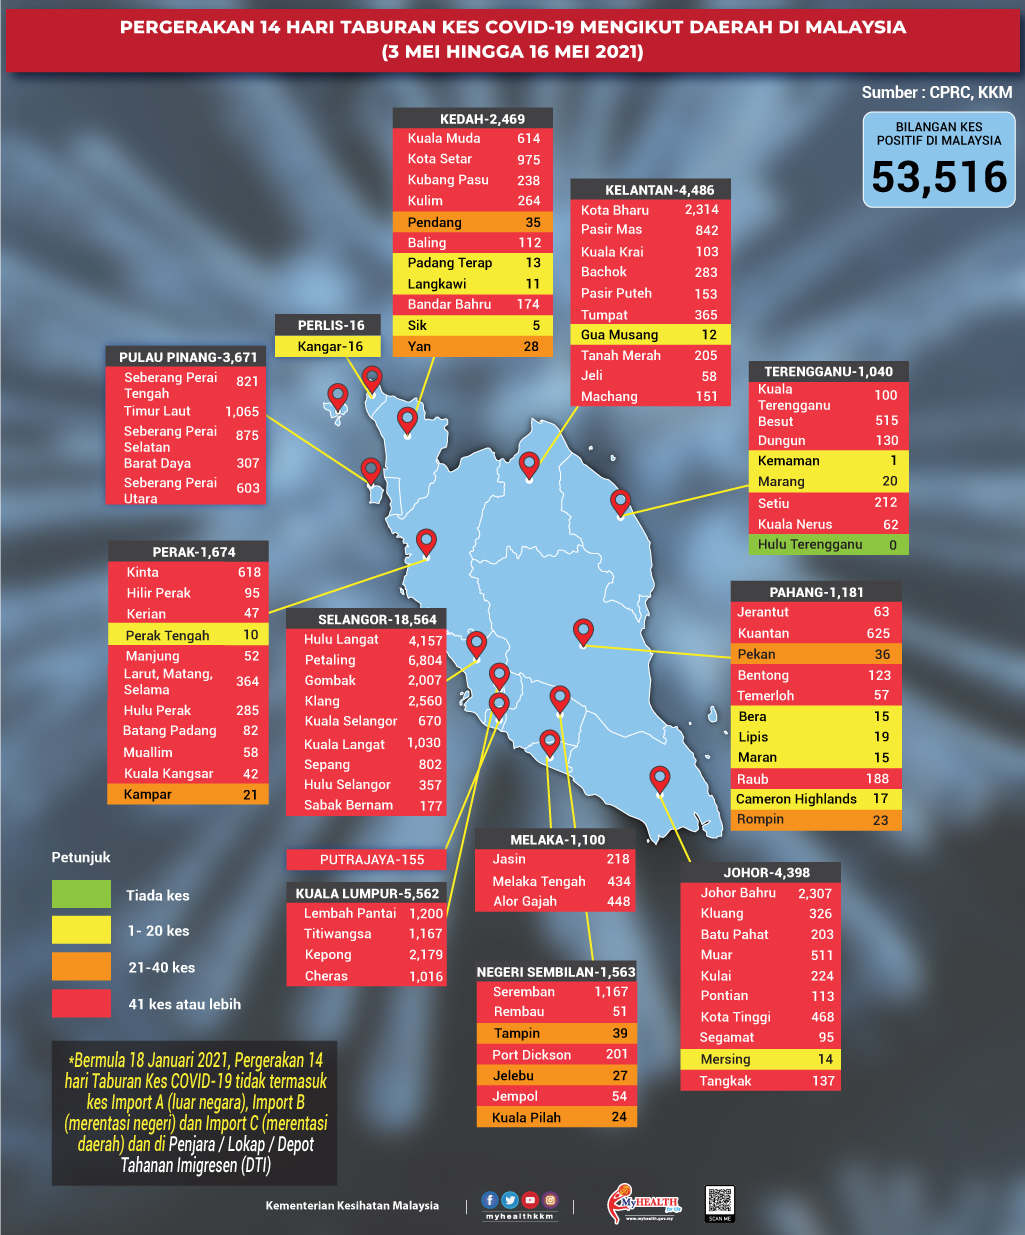 PERGERAKAN 14 HARI TABURAN KES COVID-19 MENGIKUT DAERAH DI MALAYSIA
(3 MEI HINGGA 16 MEI 2021)
Sumber : CPRC, KKM
BILANGAN KES
POSITIF DI MALAYSIA
53,516
KEDAH-2,469
Kuala Muda 614
Kota Setar 975
Kubang Pasu 238
Kulim 264
Pendang 35
Baling 112
Padang Terap 13
Langkawi 11
Bandar Bahru 174
Sik 5
Yan 28
KELANTAN-4,486
Kota Bharu 2,314
Pasir Mas 842
Kuala Krai 103
Bachok 283
Pasir Puteh 153
Tumpat 365
Gua Musang 12
Tanah Merah 205
Jeli 58
Machang 151
PERLIS-16
Kangar-16
PULAU PINANG-3,671
Seberang Perai
Tengah 821
Timur Laut 1,065
Seberang Perai
Selatan 875
Barat Daya 307
Seberang Perai
Utara 603
TERENGGANU-1,040
Kuala
Terengganu 100
Besut 515
Dungun 130
Kemaman 1
Marang 20
Setiu 212
Kuala Nerus 62
Hulu Terengganu 0
PERAK-1,674
Kinta 618
Hilir Perak 95
Kerian 47
Perak Tengah 10
Manjung 52
Larut, Matang,
Selama 364
Hulu Perak 285
Batang Padang 82
Muallim 58
Kuala Kangsar 42
Kampar 21
SELANGOR-18,564
Hulu Langat 4,157
Petaling 6,804
Gombak 2,007
Klang 2,560
Kuala Selangor 670
Kuala Langat 1,030
Sepang 802
Hulu Selangor 357
Sabak Bernam 177
PAHANG-1,181
Jerantut 63
Kuantan 625
Pekan 36
Bentong 123
Temerloh 57
Bera 15
Lipis 19
Maran 15
Raub 188
Cameron Highlands 17
Rompin 23
PUTRAJAYA-155
KUALA LUMPUR-5,562
Lembah Pantai 1,200
Titiwangsa 1,167
Kepong 2,179
Cheras 1,016
MELAKA-1,100
Jasin 218
Melaka Tengah 434
Alor Gajah 448
NEGERI SEMBILAN-1,563
Seremban 1,167
Rembau 51
Tampin 39
Port Dickson 201
Jelebu 27
Jempol 54
Kuala Pilah 24
JOHOR-4,398
Johor Bahru 2,307
Kluang 326
Batu Pahat 203
Muar 511
Kulai 224
Pontian 113
Kota Tinggi 468
Segamat 95
Mersing 14
Tangkak 137
Petunjuk
Tiada kes
1- 20 kes
21-40 kes
41 kes atau lebih
*Bermula 18 Januari 2021, Pergerakan 14
hari Taburan Kes COVID-19 tidak termasuk
kes Import A (luar negara), Import B
(merentasi negeri) dan Import C (merentasi
daerah) dan di Penjara / Lokap / Depot
Tahanan Imigresen (DTI)
Kementerian Kesihatan Malaysia
myhealthkkm
MyHEALTH
for life
www.myhealth.gov.my
SCAN ME